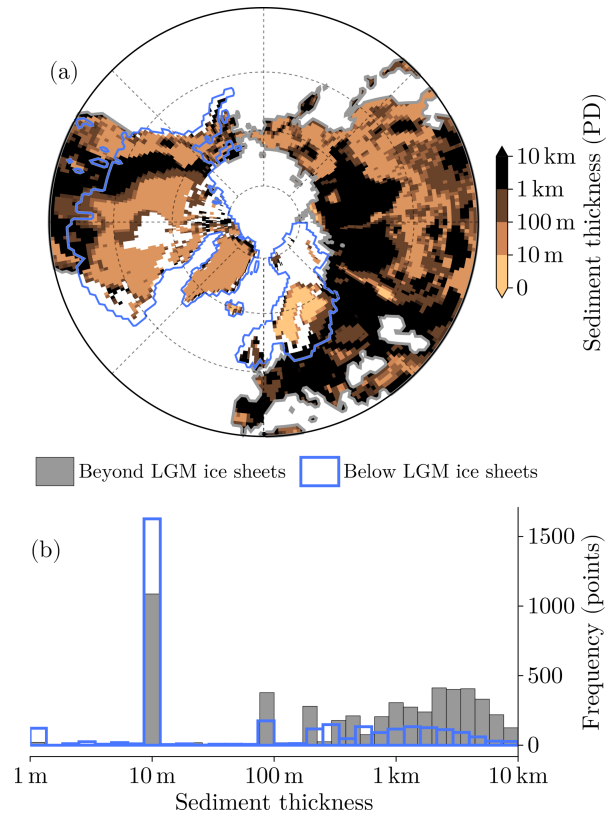 (a)
10 km
1 km
100 m
10 m
0
Sediment thickness (PD)
Beyond LGM ice sheets
Below LGM ice sheets
(b)
1500
1000
500
0
Frequency (points)
1 m
10 m
100 m
1 km
10 km
Sediment thickness